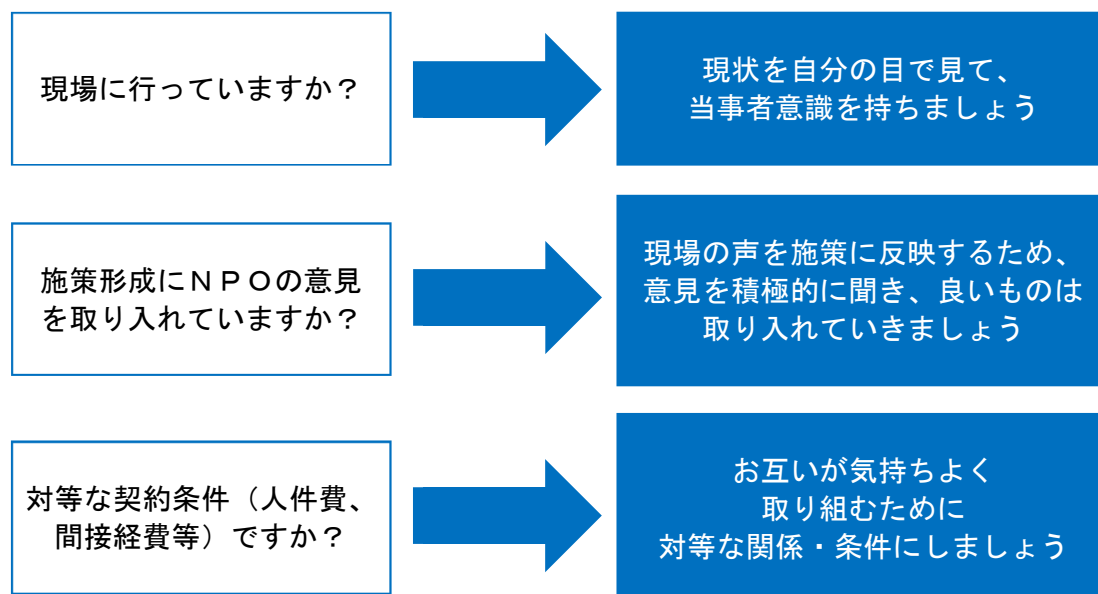 現場に行っていますか？
現状を自分の目で見て、
当事者意識を持ちましょう
施策形成にＮＰＯの意見
を取り入れていますか？
現場の声を施策に反映するため、
意見を積極的に聞き、良いものは
取り入れていきましょう
対等な契約条件（人件費、
間接経費等）ですか？
お互いが気持ちよく
取り組むために
対等な関係・条件にしましょう